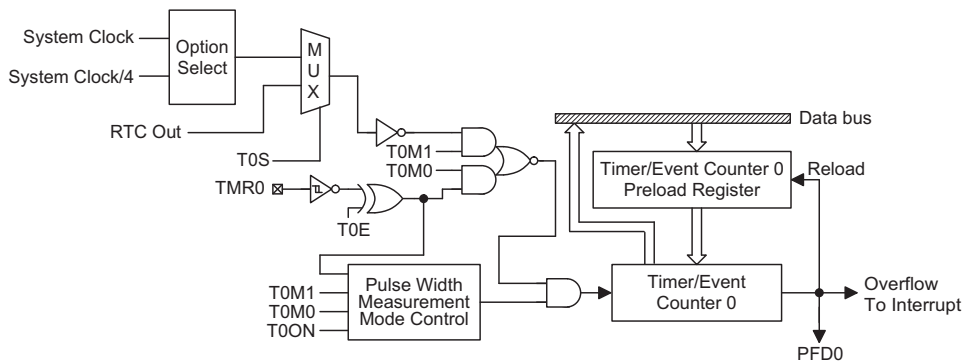 System Clock
System Clock/4
Option
Select
M
U
X
RTC Out
T0S
TMR0
T0E
T0M1
T0M0
Data bus
Timer/Event Counter 0
Preload Register
Reload
T0M1
T0M0
T0ON
Pulse Width
Measurement
Mode Control
Timer/Event
Counter 0
Overflow
To Interrupt
PFD0